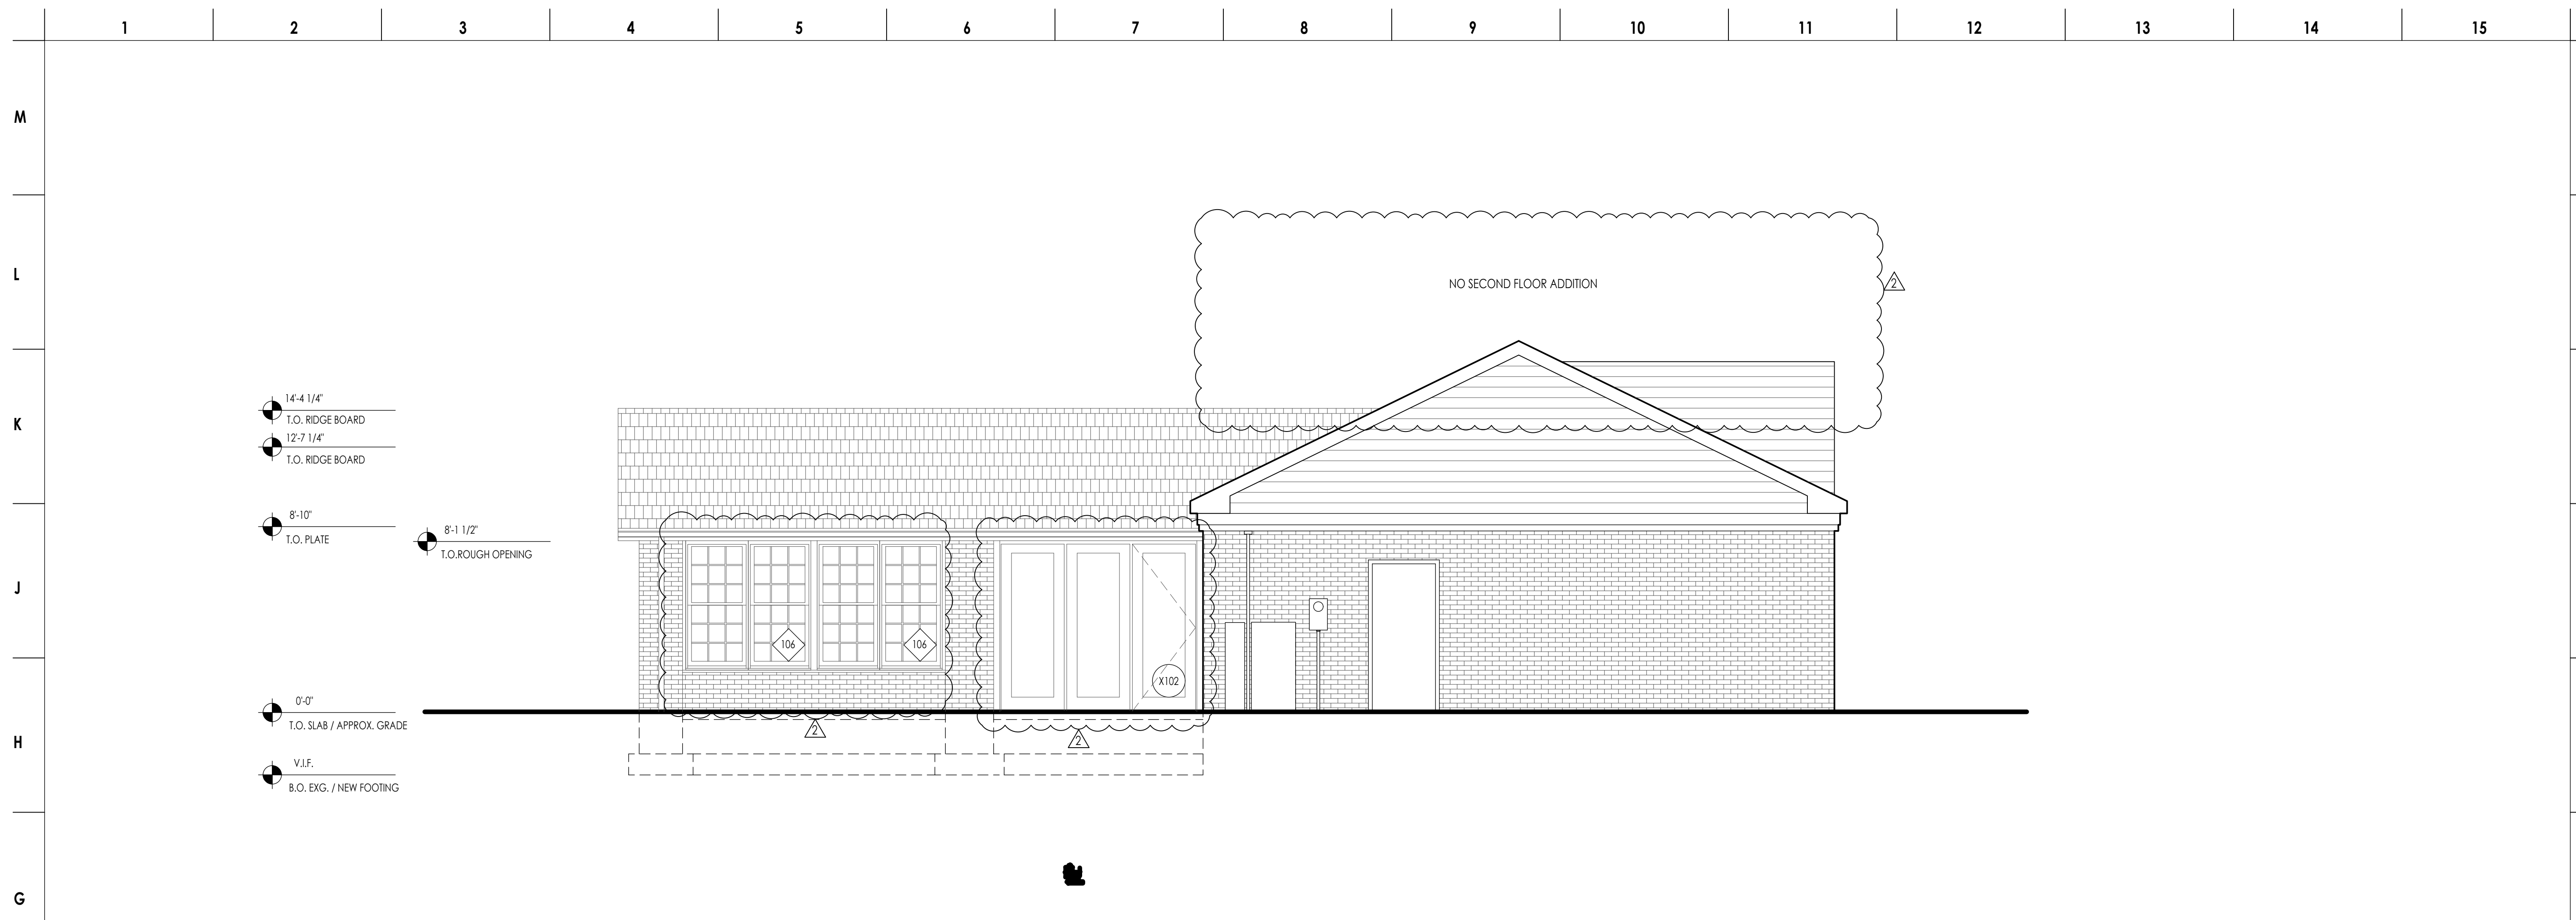 1 2 3 4 5 6 7 8 9 10 11 12 13 14 15
M
L
NO SECOND FLOOR ADDITION
2
K
14'-4 1/4"
T.O. RIDGE BOARD
12'-7 1/4"
T.O. RIDGE BOARD
8'-10"
T.O. PLATE
8'-1 1/2"
T.O.ROUGH OPENING
J
106
106
X102
0'-0"
T.O. SLAB / APPROX. GRADE
2
2
H
V.I.F.
B.O. EXG. / NEW FOOTING
G